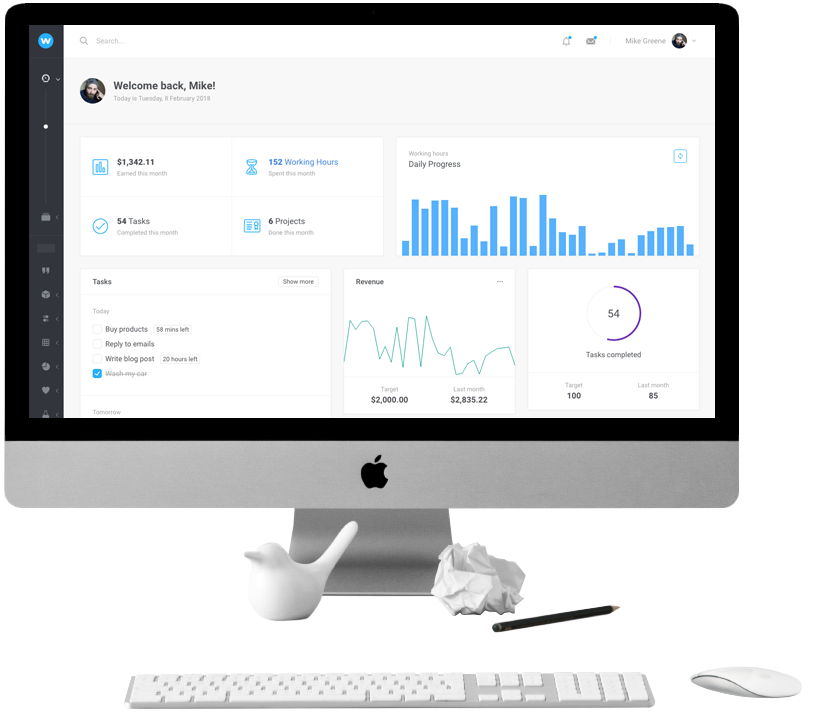 w
Search...
Mike Greene
Welcome back, Mike!
Today is Tuesday, 8 February 2018
$1,342.11
Earned this month
152 Working Hours
Spent this month
54 Tasks
Completed this month
6 Projects
Done this month
Working hours
Daily Progress
Tasks
Show more
Today
Buy products 58 mins left
Reply to emails
Write blog post 20 hours left
Wash my car
Tomorrow
Revenue
Target
$2,000.00
Last month
$2,835.22
54
Tasks completed
Target
100
Last month
85